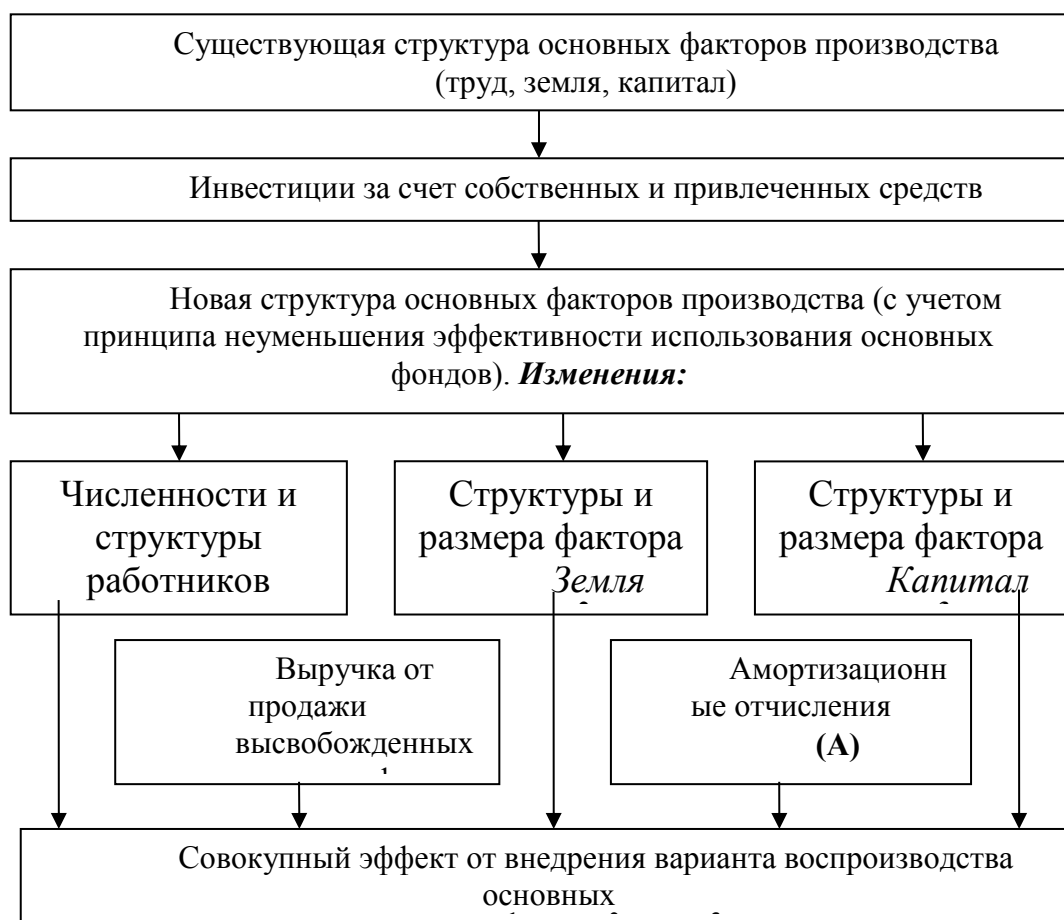 Существующая структура основных факторов производства
(труд, земля, капитал)
Инвестиции за счет собственных и привлеченных средств
Новая структура основных факторов производства (с учетом
принципа неуменьшения эффективности использования основных
фондов). Изменения:
Численности и
структуры
работников
Структуры и
размера фактора
Земля
Структуры и
размера фактора
Капитал
Выручка от
продажи
высвобожденных
Амортизационн
ые отчисления
(А)
Совокупный эффект от внедрения варианта воспроизводства
основных